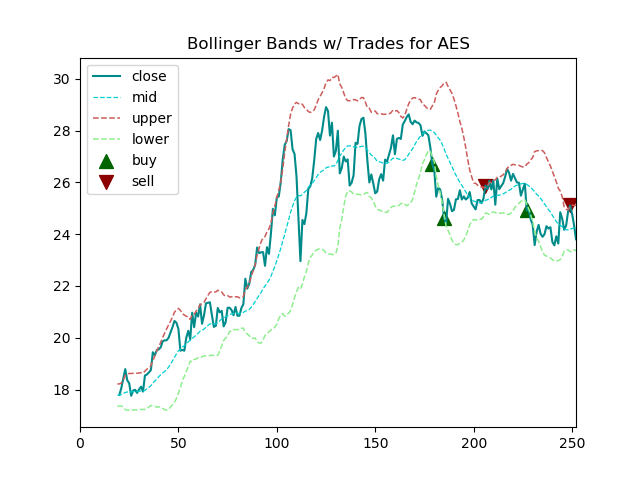 Bollinger Bands w/ Trades for AES
close
mid
upper
lower
buy
sell
30
28
26
24
22
20
18
0 50 100 150 200 250